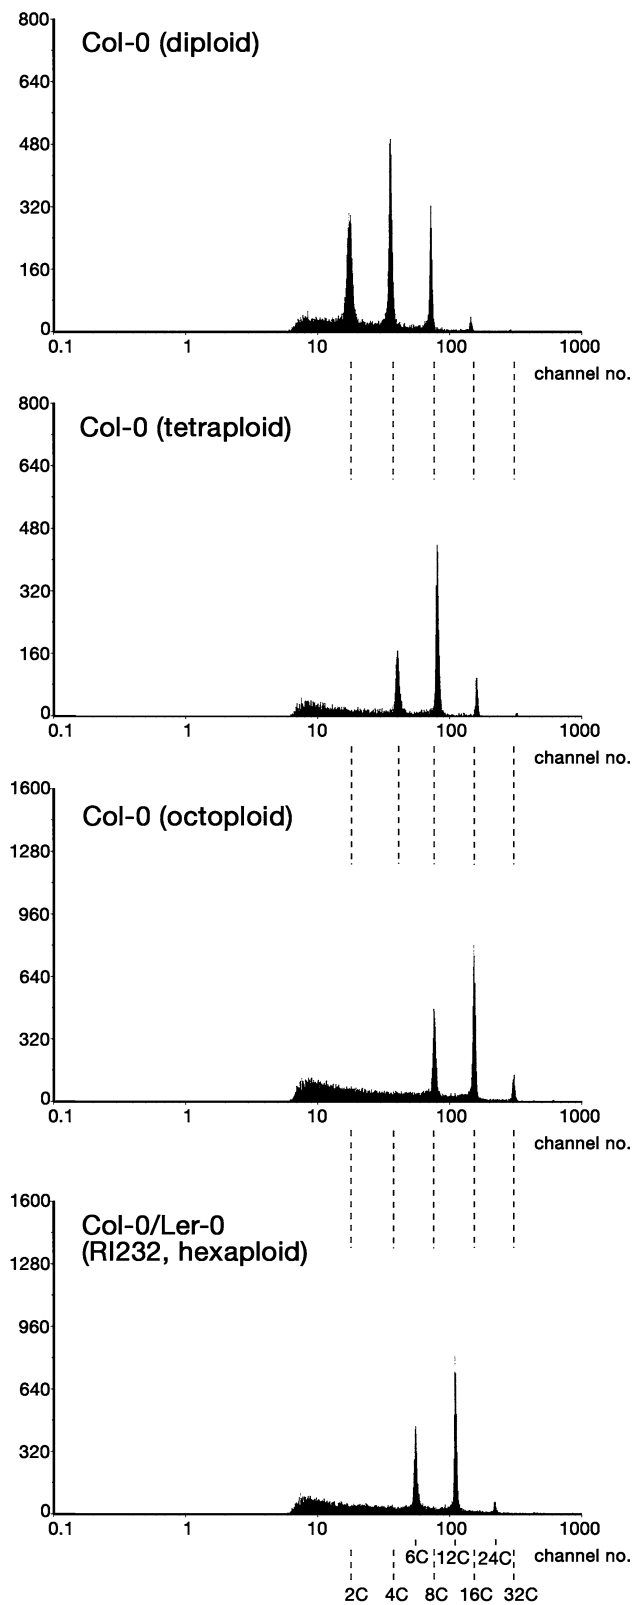 800
Col-0 (diploid)
640
480
320
160
0
0.1 1 10 100 1000
channel no.
800
Col-0 (tetraploid)
640
480
320
160
0
0.1 1 10 100 1000
channel no.
1600
Col-0 (octoploid)
1280
960
640
320
0
0.1 1 10 100 1000
channel no.
1600
Col-0/Ler-0
(RI232, hexaploid)
1280
960
640
320
0
0.1 1 10 100 1000
6C 12C 24C channel no.
2C 4C 8C 16C 32C